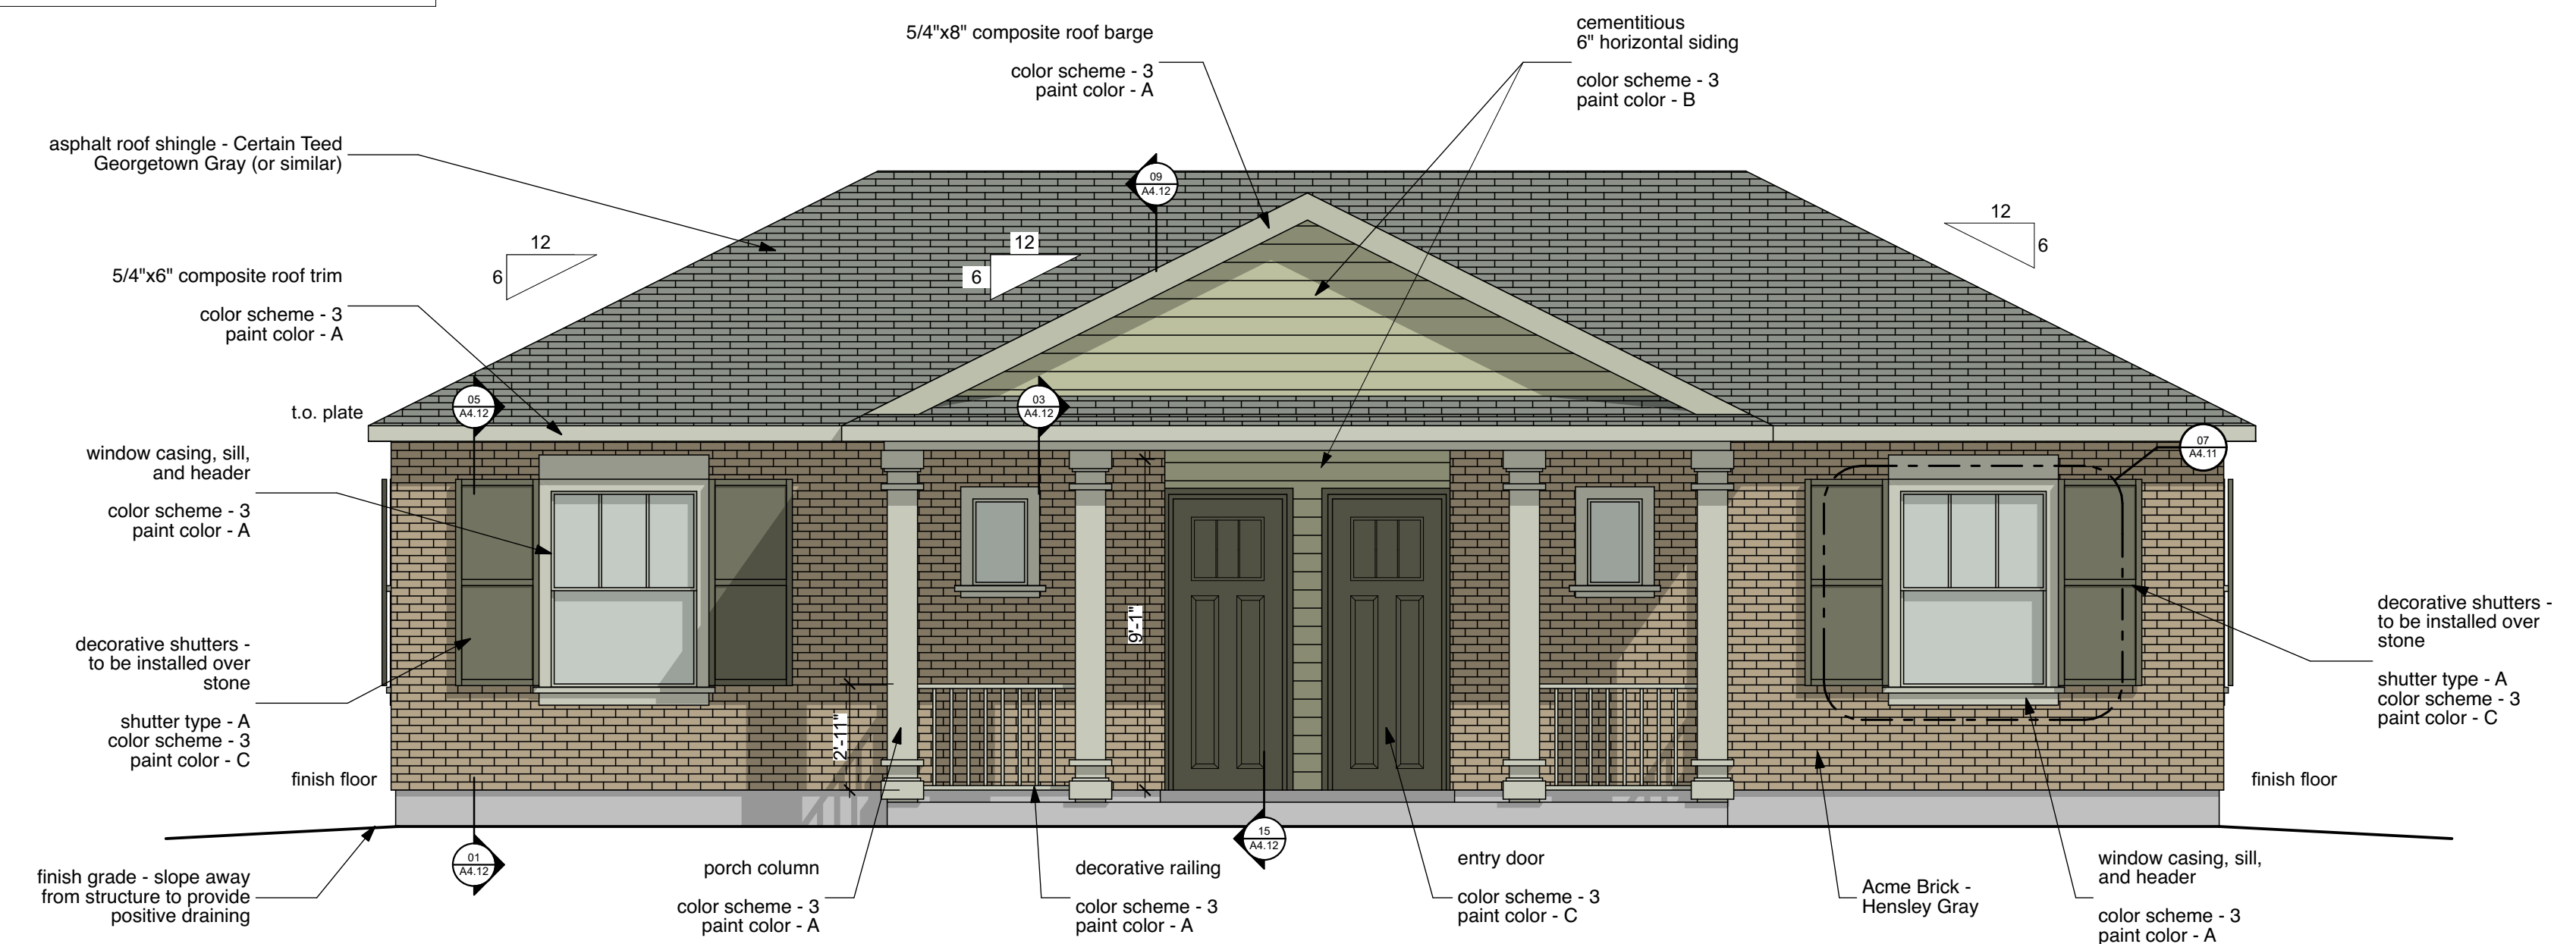 5/4"x8" composite roof barge
color scheme - 3
paint color - A
cementitious
6" horizontal siding
color scheme - 3
paint color - B
asphalt roof shingle - Certain Teed
Georgetown Gray (or similar)
09
A4.12
12
6
12
6
12
6
5/4"x6" composite roof trim
color scheme - 3
paint color - A
t.o. plate
05
A4.12
03
A4.12
07
A4.11
window casing, sill,
and header
color scheme - 3
paint color - A
9'-1"
2'-11"
decorative shutters -
to be installed over
stone
shutter type - A
color scheme - 3
paint color - C
decorative shutters -
to be installed over
stone
shutter type - A
color scheme - 3
paint color - C
finish floor
finish floor
01
A4.12
15
A4.12
finish grade - slope away
from structure to provide
positive draining
porch column
color scheme - 3
paint color - A
decorative railing
color scheme - 3
paint color - A
entry door
color scheme - 3
paint color - C
Acme Brick -
Hensley Gray
window casing, sill,
and header
color scheme - 3
paint color - A